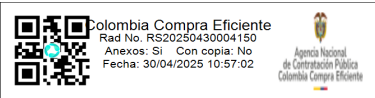 Colombia Compra Eficiente
Rad No. RS20250430004150
Anexos: Si Con copia: No
Fecha: 30/04/2025 10:57:02
Agencia Nacional
de Contratación Pública
Colombia Compra Eficiente